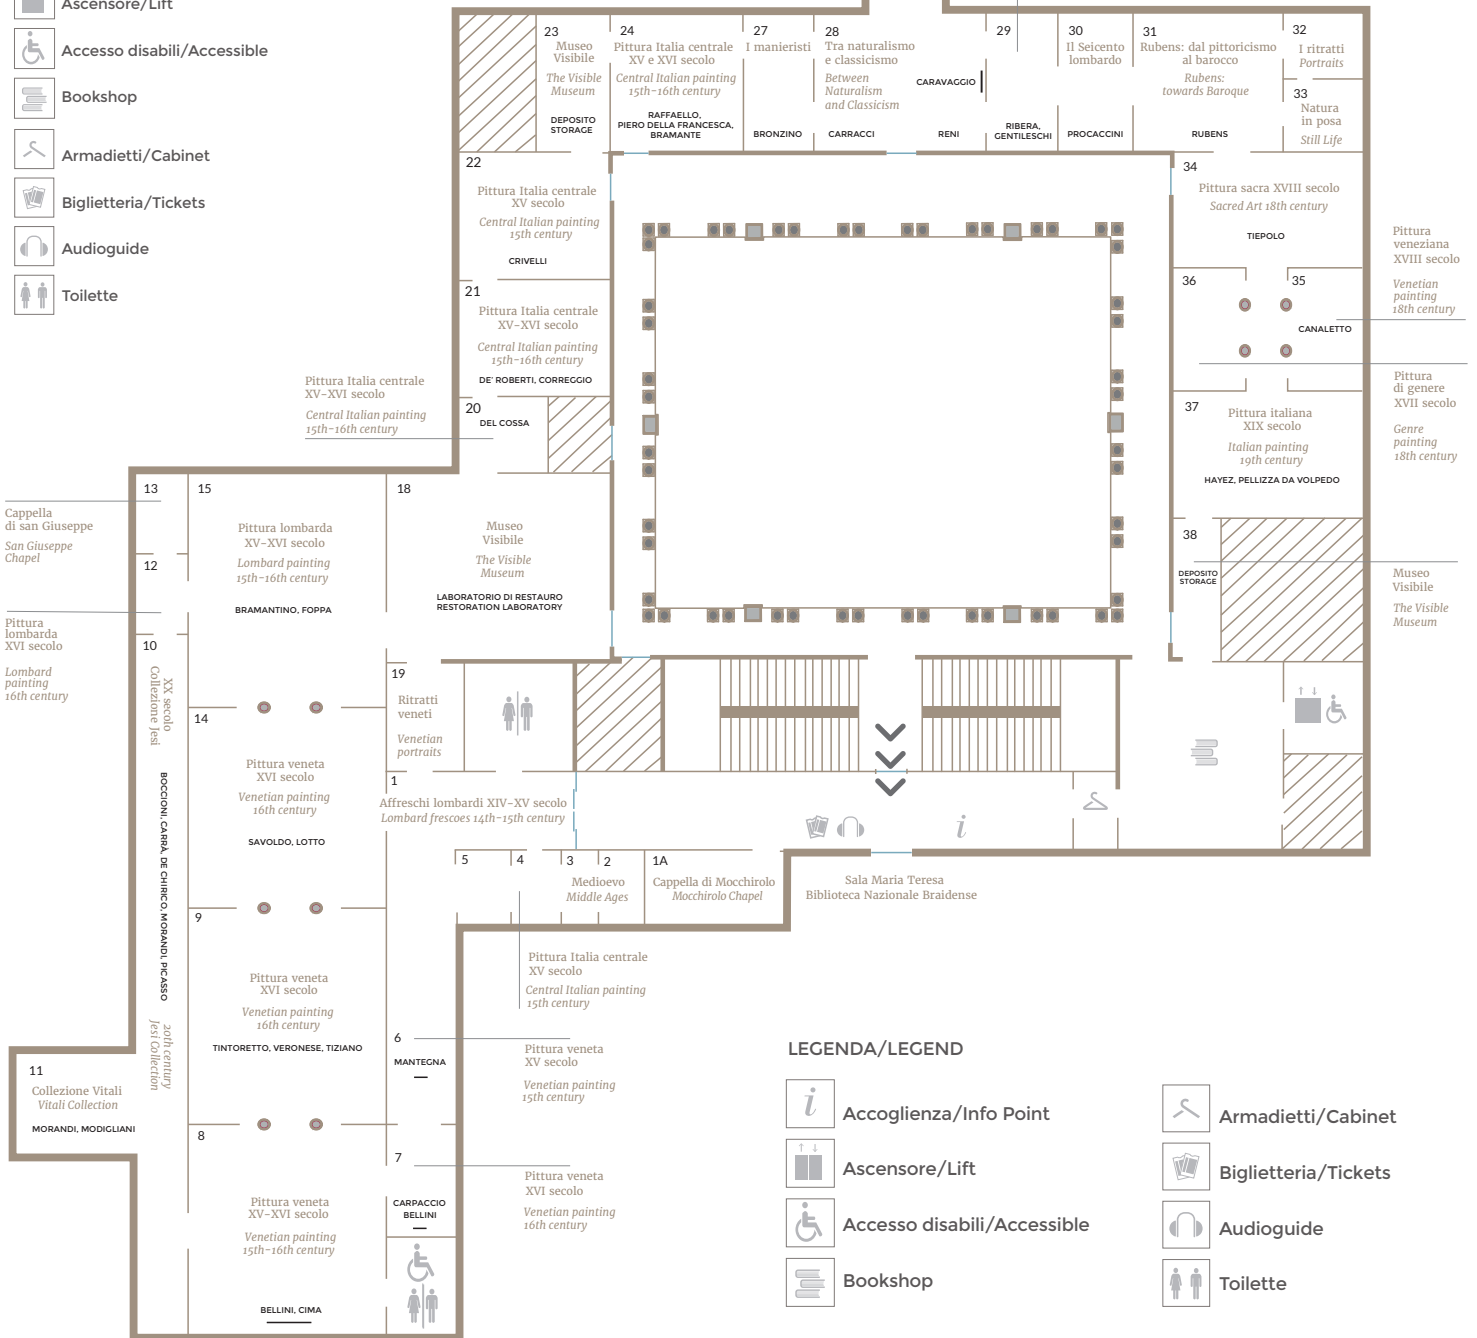 Ascensore/Lift
Accesso disabili/Accessible
Bookshop
Armadietti/Cabinet
Biglietteria/Tickets
Audioguide
Toilette
23
Museo
Visibile
The Visible
Museum
DEPOSITO
STORAGE
24
Pittura Italia centrale
XV e XVI secolo
Central Italian painting
15th-16th century
RAFFAELLO,
PIERO DELLA FRANCESCA,
BRAMANTE
27
I manieristi
BRONZINO
28
Tra naturalismo
e classicismo
Between
Naturalism
and Classicism
CARRACCI
CARAVAGGIO
RENI
29
RIBERA,
GENTILESCHI
30
Il Seicento
lombardo
PROCACCINI
31
Rubens: dal pittoricismo
al barocco
Rubens:
towards Baroque
RUBENS
32
I ritratti
Portraits
33
Natura
in posa
Still Life
22
Pittura Italia centrale
XV secolo
Central Italian painting
15th century
CRIVELLI
34
Pittura sacra XVIII secolo
Sacred Art 18th century
TIEPOLO
21
Pittura Italia centrale
XV-XVI secolo
Central Italian painting
15th-16th century
DE' ROBERTI, CORREGGIO
36
35
CANALETTO
Pittura
veneziana
XVIII secolo
Venetian
painting
18th century
Pittura Italia centrale
XV-XVI secolo
Central Italian painting
15th-16th century
20
DEL COSSA
Pittura
di genere
XVII secolo
Genre
painting
18th century
37
Pittura italiana
XIX secolo
Italian painting
19th century
HAYEZ, PELLIZZA DA VOLPEDO
13
Cappella
di san Giuseppe
San Giuseppe
Chapel
12
15
Pittura lombarda
XV-XVI secolo
Lombard painting
15th-16th century
BRAMANTINO, FOPPA
18
Museo
Visibile
The Visible
Museum
LABORATORIO DI RESTAURO
RESTORATION LABORATORY
38
DEPOSITO
STORAGE
Museo
Visibile
The Visible
Museum
Pittura
lombarda
XVI secolo
Lombard
painting
16th century
10
XX secolo
Collezione Jesi
BOCCIONI, CARRÀ, DE CHIRICO, MORANDI, PICASSO
20th century
Jesi Collection
19
Ritratti
veneti
Venetian
portraits
14
Pittura veneta
XVI secolo
Venetian painting
16th century
SAVOLDO, LOTTO
1
Affreschi lombardi XIV-XV secolo
Lombard frescoes 14th-15th century
i
5
4
3
2
Medioevo
Middle Ages
1A
Cappella di Mocchirolo
Mocchirolo Chapel
Sala Maria Teresa
Biblioteca Nazionale Braidense
9
Pittura veneta
XVI secolo
Venetian painting
16th century
TINTORETTO, VERONESE, TIZIANO
Pittura Italia centrale
XV secolo
Central Italian painting
15th century
6
MANTEGNA
Pittura veneta
XV secolo
Venetian painting
15th century
11
Collezione Vitali
Vitali Collection
MORANDI, MODIGLIANI
8
Pittura veneta
XV-XVI secolo
Venetian painting
15th-16th century
BELLINI, CIMA
7
CARPACCIO
BELLINI
Pittura veneta
XVI secolo
Venetian painting
16th century
LEGENDA/LEGEND
i
Accoglienza/Info Point
Ascensore/Lift
Accesso disabili/Accessible
Bookshop
Armadietti/Cabinet
Biglietteria/Tickets
Audioguide
Toilette